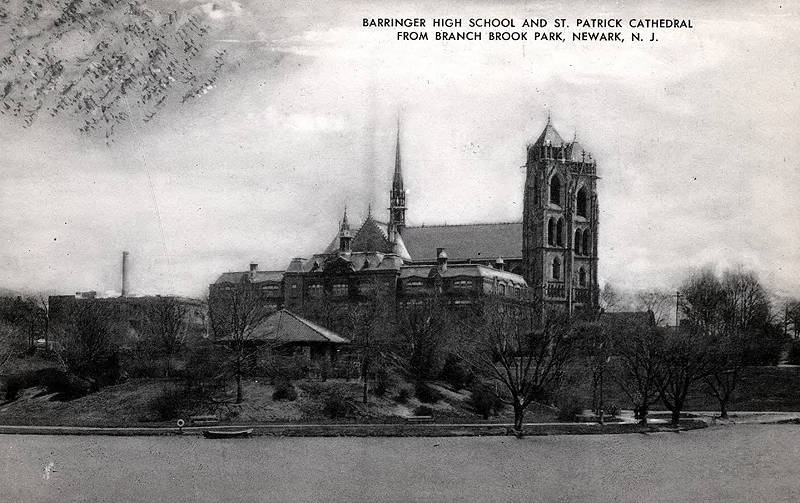 BARRINGER HIGH SCHOOL AND ST. PATRICK CATHEDRAL
FROM BRANCH BROOK PARK, NEWARK, N. J.